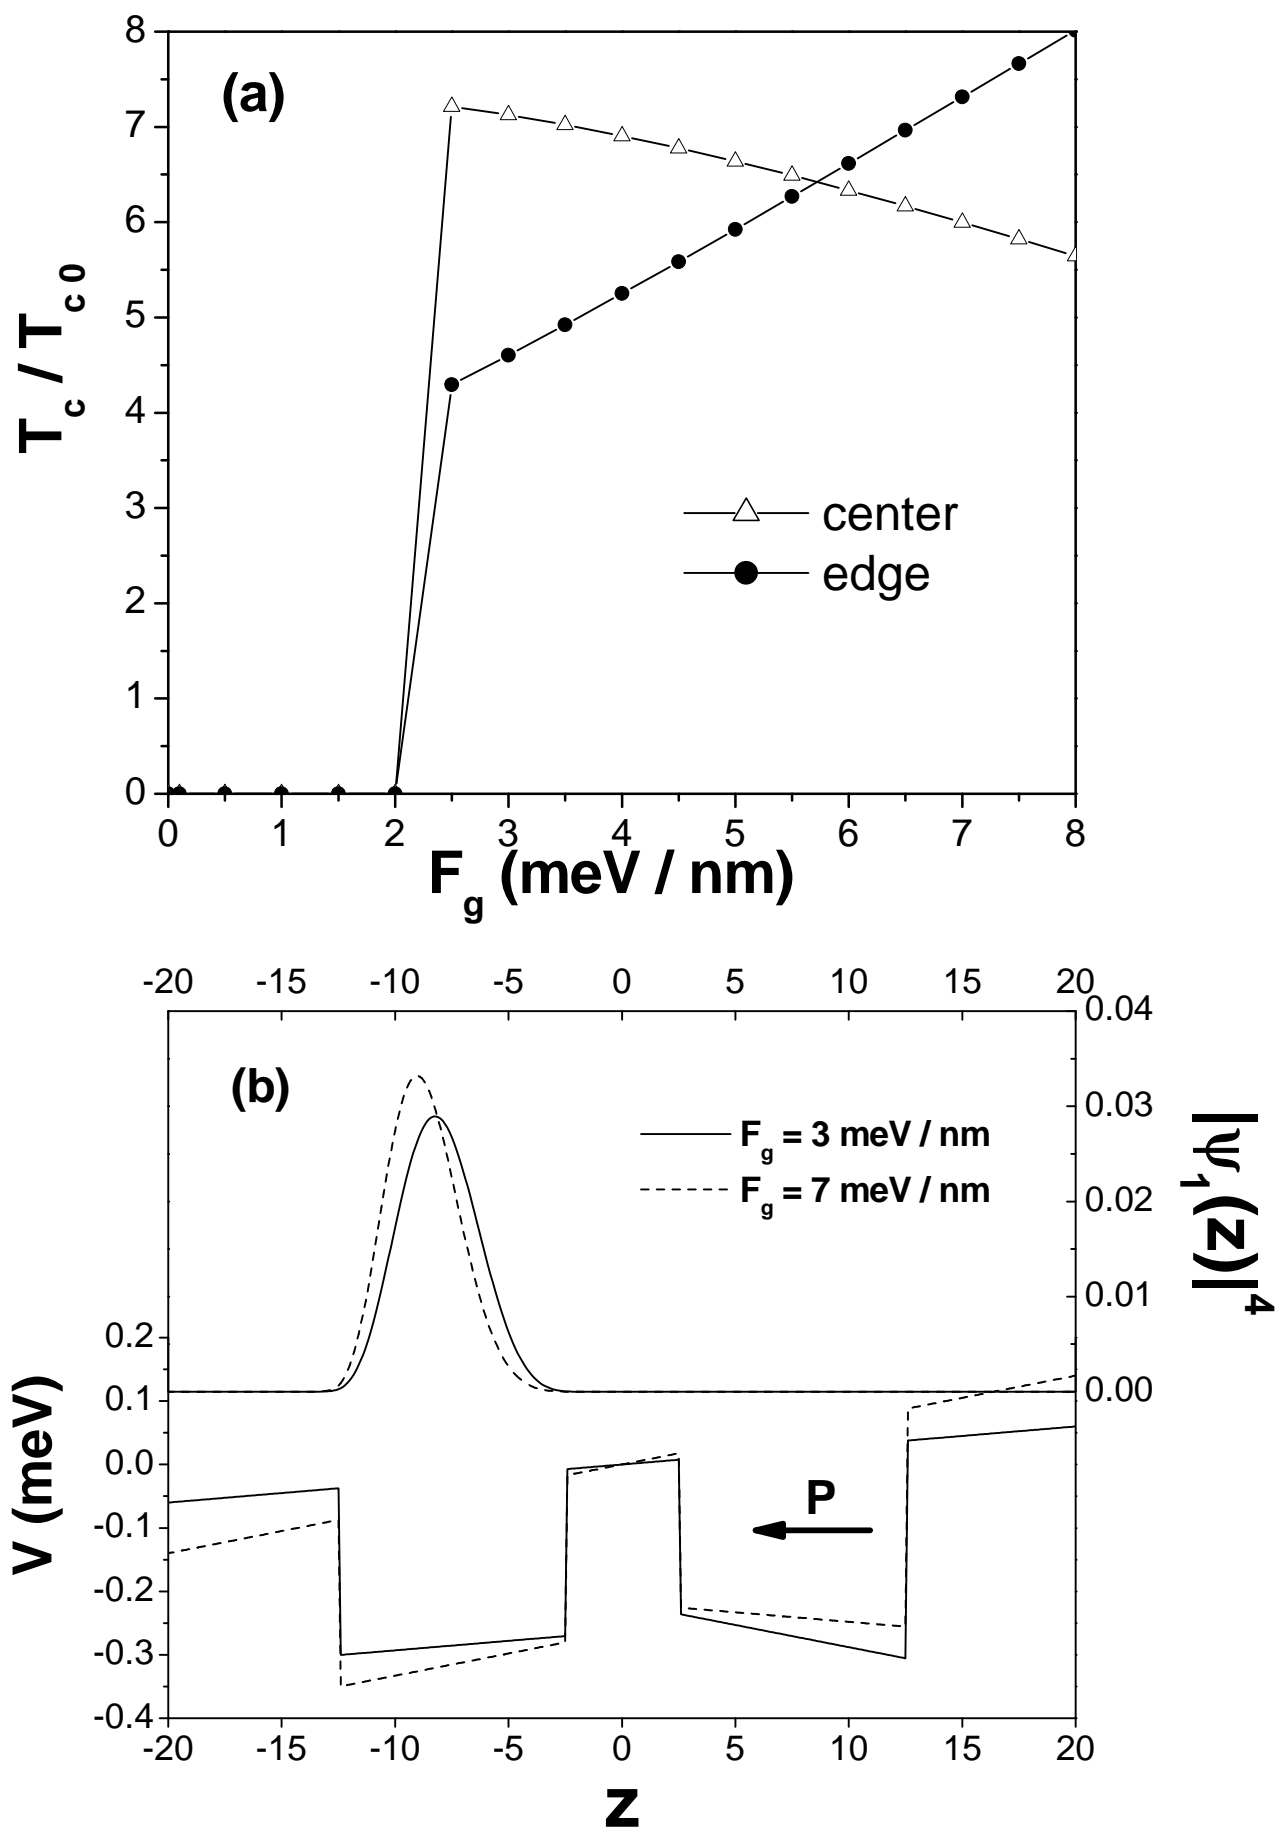 8
7
6
5
4
3
2
1
0
T_c / T_c0
(a)
center
edge
0 1 2 3 4 5 6 7 8
F_g (meV / nm)
-20 -15 -10 -5 0 5 10 15 20
(b)
F_g = 3 meV / nm
F_g = 7 meV / nm
0.04
0.03
0.02
0.01
0.00
|ψ_1(z)|^4
0.2
0.1
0.0
-0.1
-0.2
-0.3
-0.4
V (meV)
P
-20 -15 -10 -5 0 5 10 15 20
z